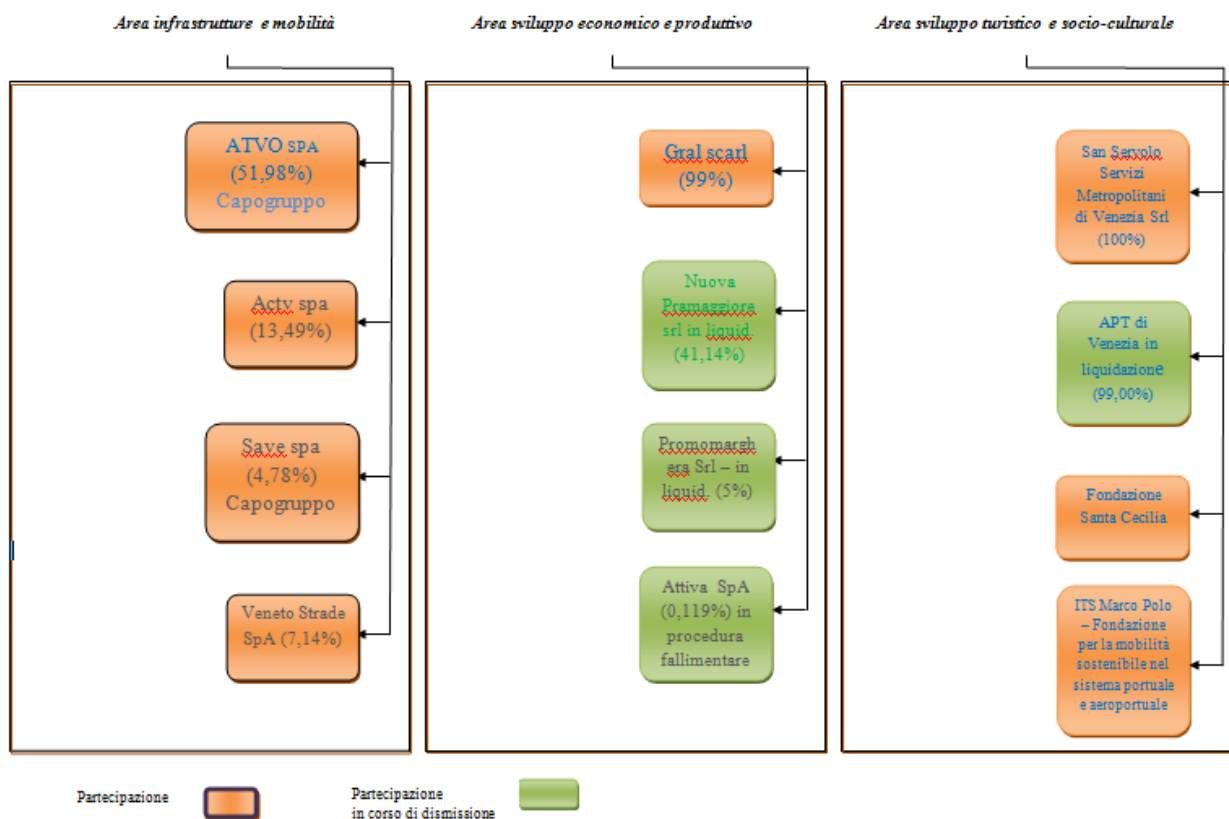 Area infrastrutture e mobilità
ATVO SPA
(51,98%)
Capogruppo
Actv spa
(13,49%)
Save spa
(4,78%)
Capogruppo
Veneto Strade
SpA (7,14%)
Area sviluppo economico e produttivo
Gral scarl
(99%)
Nuova
Pramaggiore
srl in liquid.
(41,14%)
Promomargh
era Srl – in
liquid. (5%)
Attiva SpA
(0,119%) in
procedura
fallimentare
Area sviluppo turistico e socio-culturale
San Servolo
Servizi
Metropolitani
di Venezia Srl
(100%)
APT di
Venezia in
liquidazione
(99,00%)
Fondazione
Santa Cecilia
ITS Marco Polo
– Fondazione
per la mobilità
sostenibile nel
sistema portuale
e aeroportuale
Partecipazione
Partecipazione
in corso di dismissione